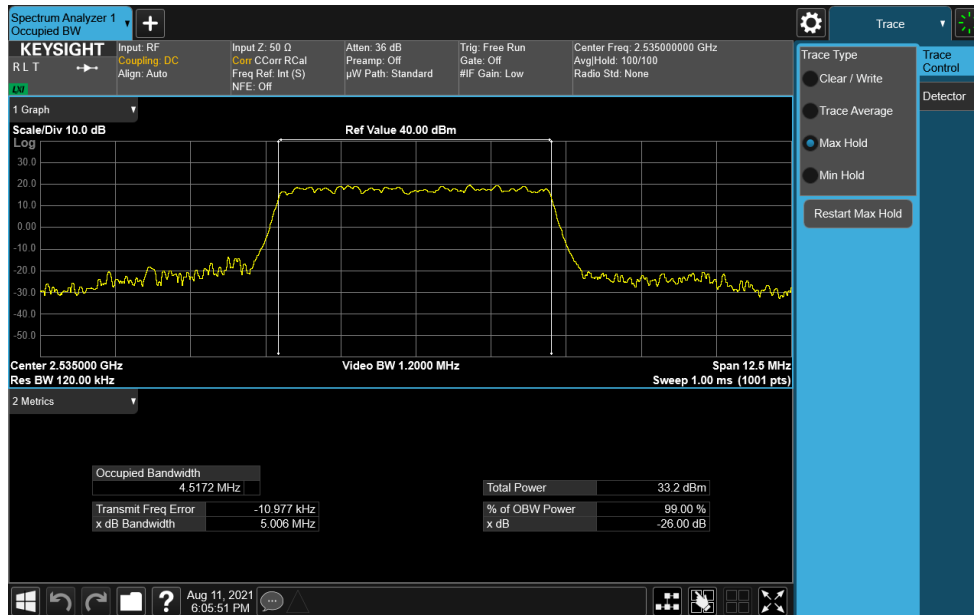 Spectrum Analyzer 1
Occupied BW
Trace
KEYSIGHT
RLT
LXI
Input: RF
Coupling: DC
Align: Auto
Input Z: 50 Ω
Corr CCorr RCal
Freq Ref: Int (S)
NFE: Off
Atten: 36 dB
Preamp: Off
µW Path: Standard
Trig: Free Run
Gate: Off
#IF Gain: Low
Center Freq: 2.535000000 GHz
Avg|Hold: 100/100
Radio Std: None
Trace Type
Clear / Write
Trace Average
Max Hold
Min Hold
Restart Max Hold
Trace
Control
Detector
1 Graph
Scale/Div 10.0 dB
Ref Value 40.00 dBm
Log
30.0
20.0
10.0
0.00
-10.0
-20.0
-30.0
-40.0
-50.0
Center 2.535000 GHz
Video BW 1.2000 MHz
Span 12.5 MHz
Res BW 120.00 kHz
Sweep 1.00 ms (1001 pts)
2 Metrics
Occupied Bandwidth
4.5172 MHz
Transmit Freq Error -10.977 kHz
x dB Bandwidth 5.006 MHz
Total Power 33.2 dBm
% of OBW Power 99.00 %
x dB -26.00 dB
?
Aug 11, 2021
6:05:51 PM